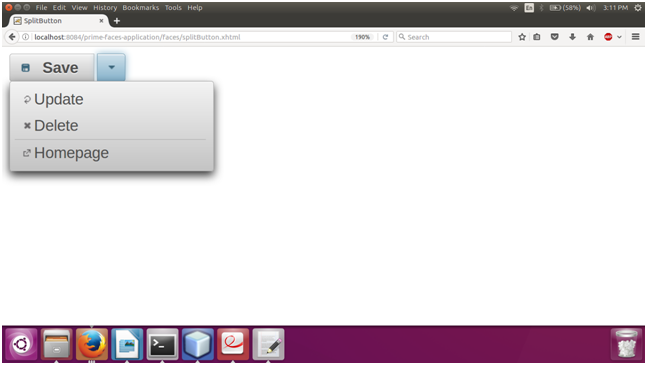 File Edit View History Bookmarks Tools Help
En (58%) 3:11 PM
SplitButton
localhost:8084/prime-faces-application/faces/splitButton.xhtml 190% Search
ABP
Save
Update
Delete
Homepage